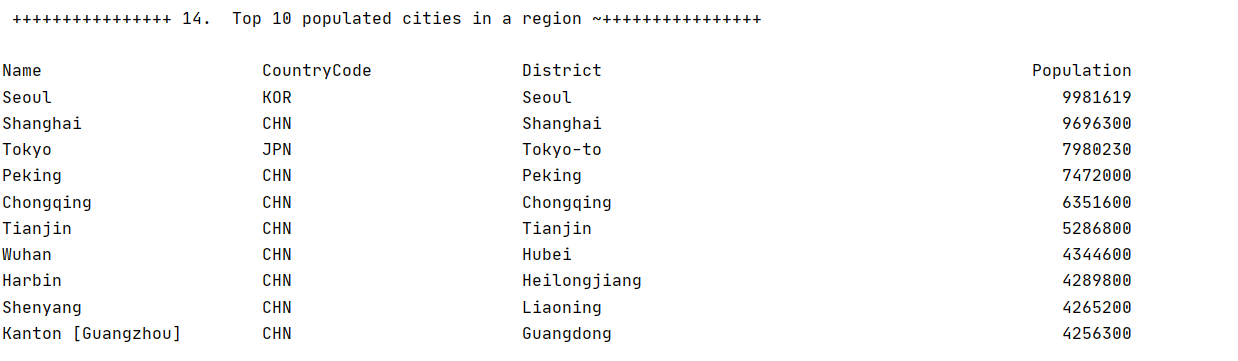 ++++++++++++++++ 14.  Top 10 populated cities in a region ~++++++++++++++++
Name                      CountryCode               District                                           Population
Seoul                     KOR                       Seoul                                                 9981619
Shanghai                  CHN                       Shanghai                                              9696300
Tokyo                     JPN                       Tokyo-to                                              7980230
Peking                    CHN                       Peking                                                7472000
Chongqing                 CHN                       Chongqing                                             6351600
Tianjin                   CHN                       Tianjin                                               5286800
Wuhan                     CHN                       Hubei                                                 4344600
Harbin                    CHN                       Heilongjiang                                          4289800
Shenyang                  CHN                       Liaoning                                              4265200
Kanton [Guangzhou]        CHN                       Guangdong                                             4256300